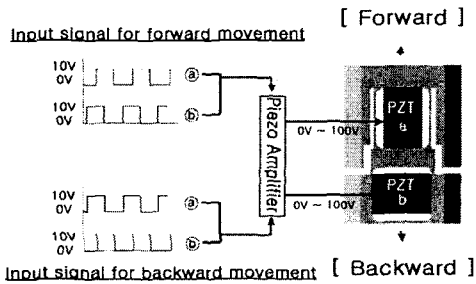 [ Forward ]
Input signal for forward movement
10V
0V
ⓐ
10V
0V
ⓑ
Piezo Amplifier
0V ~ 100V
PZT
a
10V
0V
ⓐ
10V
0V
ⓑ
0V ~ 100V
PZT
b
Input signal for backward movement
[ Backward ]